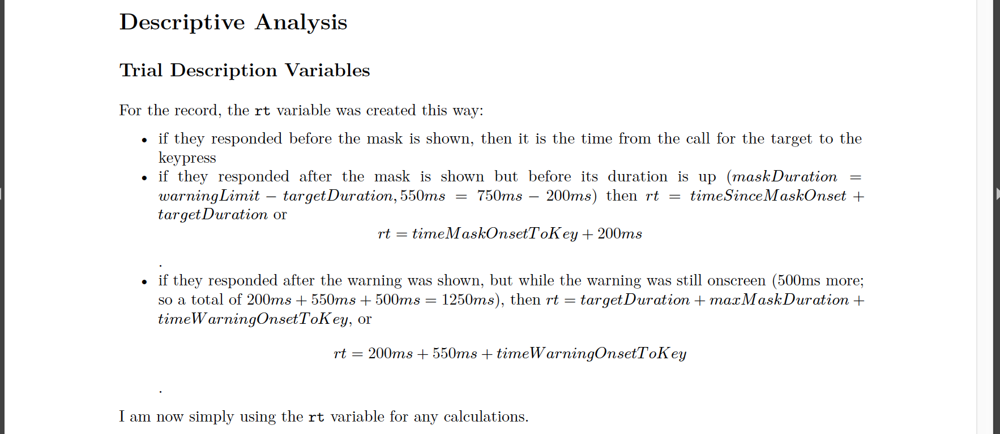 Descriptive Analysis
Trial Description Variables
For the record, the rt variable was created this way:
• if they responded before the mask is shown, then it is the time from the call for the target to the
keypress
• if they responded after the mask is shown but before its duration is up (maskDuration =
warningLimit − targetDuration, 550ms = 750ms − 200ms) then rt = timeSinceMaskOnset +
targetDuration or
rt = timeMaskOnsetToKey + 200ms
.
• if they responded after the warning was shown, but while the warning was still onscreen (500ms more;
so a total of 200ms + 550ms + 500ms = 1250ms), then rt = targetDuration + maxMaskDuration +
timeWarningOnsetToKey, or
rt = 200ms + 550ms + timeWarningOnsetToKey
.
I am now simply using the rt variable for any calculations.